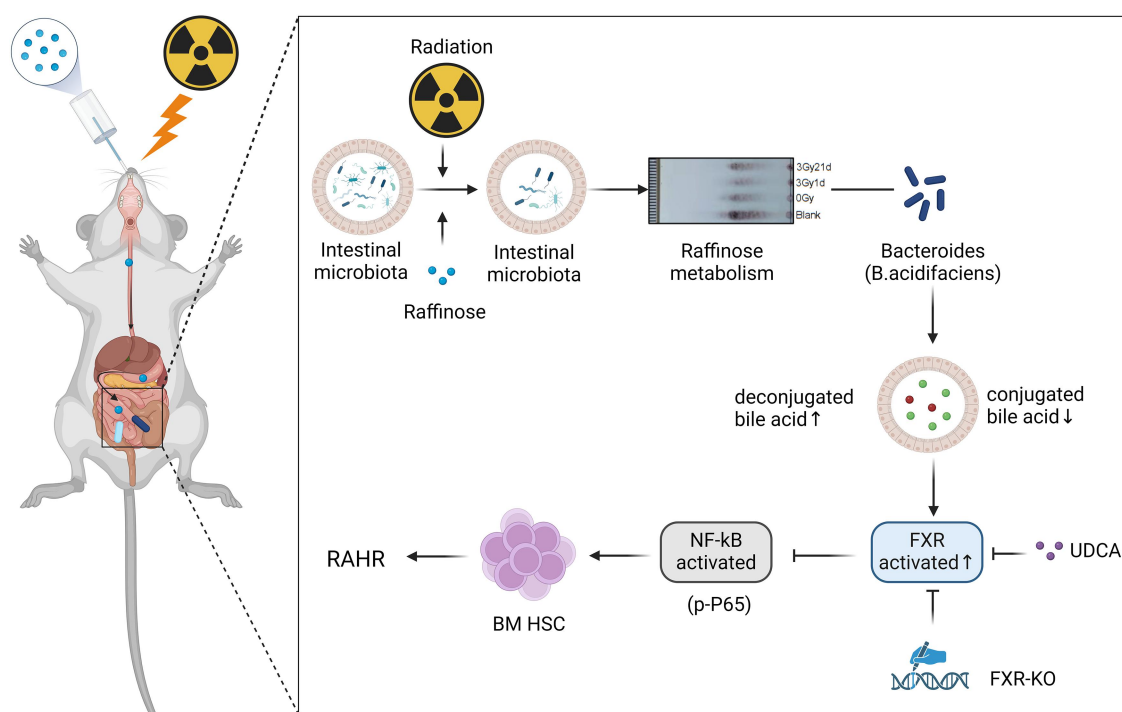 Radiation
3Gy21d
3Gy1d
0Gy
Blank
Intestinal
microbiota
Raffinose
Intestinal
microbiota
Raffinose
metabolism
Bacteroides
(B.acidifaciens)
deconjugated
bile acid↑
conjugated
bile acid↓
RAHR
BM HSC
NF-kB
activated
(p-P65)
FXR
activated↑
UDCA
FXR-KO